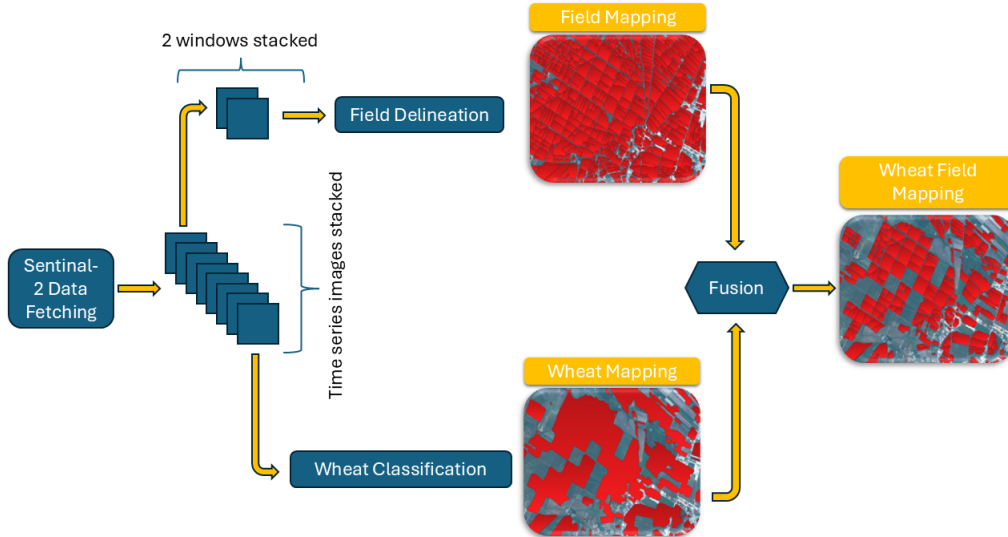 Field Mapping
2 windows stacked
Field Delineation
Wheat Field
Mapping
Time series images stacked
Sentinal-
2 Data
Fetching
Fusion
Wheat Mapping
Wheat Classification